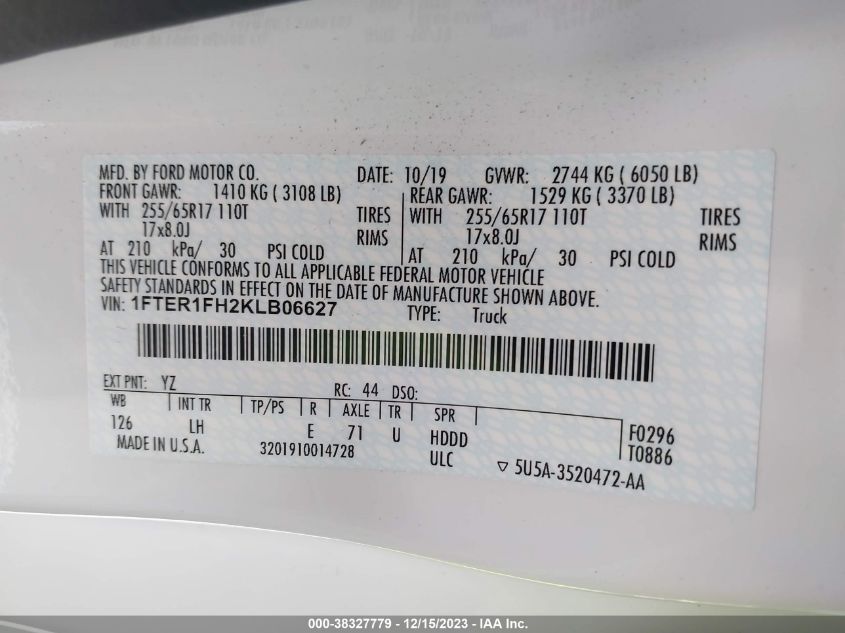 MFD. BY FORD MOTOR CO. DATE: 10/19 GVWR: 2744 KG ( 6050 LB)
FRONT GAWR: 1410 KG ( 3108 LB) REAR GAWR: 1529 KG ( 3370 LB)
WITH 255/65R17 110T TIRES WITH 255/65R17 110T TIRES
17x8.0J RIMS 17x8.0J RIMS
AT 210 kPa/ 30 PSI COLD AT 210 kPa/ 30 PSI COLD
THIS VEHICLE CONFORMS TO ALL APPLICABLE FEDERAL MOTOR VEHICLE
SAFETY STANDARDS IN EFFECT ON THE DATE OF MANUFACTURE SHOWN ABOVE.
VIN: 1FTER1FH2KLB06627 TYPE: Truck
EXT PNT: YZ RC: 44 DSO:
WB INT TR TP/PS R AXLE TR SPR
126 LH E 71 U HDDD F0296
MADE IN U.S.A. 3201910014728 ULC T0886
5U5A-3520472-AA
000-38327779 - 12/15/2023 - IAA Inc.